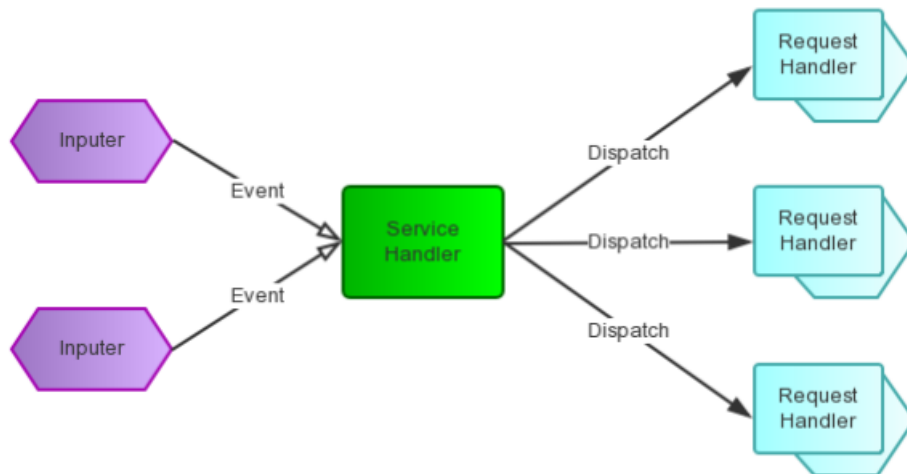 Request
Handler
Inputer
Dispatch
Event
Service
Handler
Dispatch
Request
Handler
Event
Inputer
Dispatch
Request
Handler